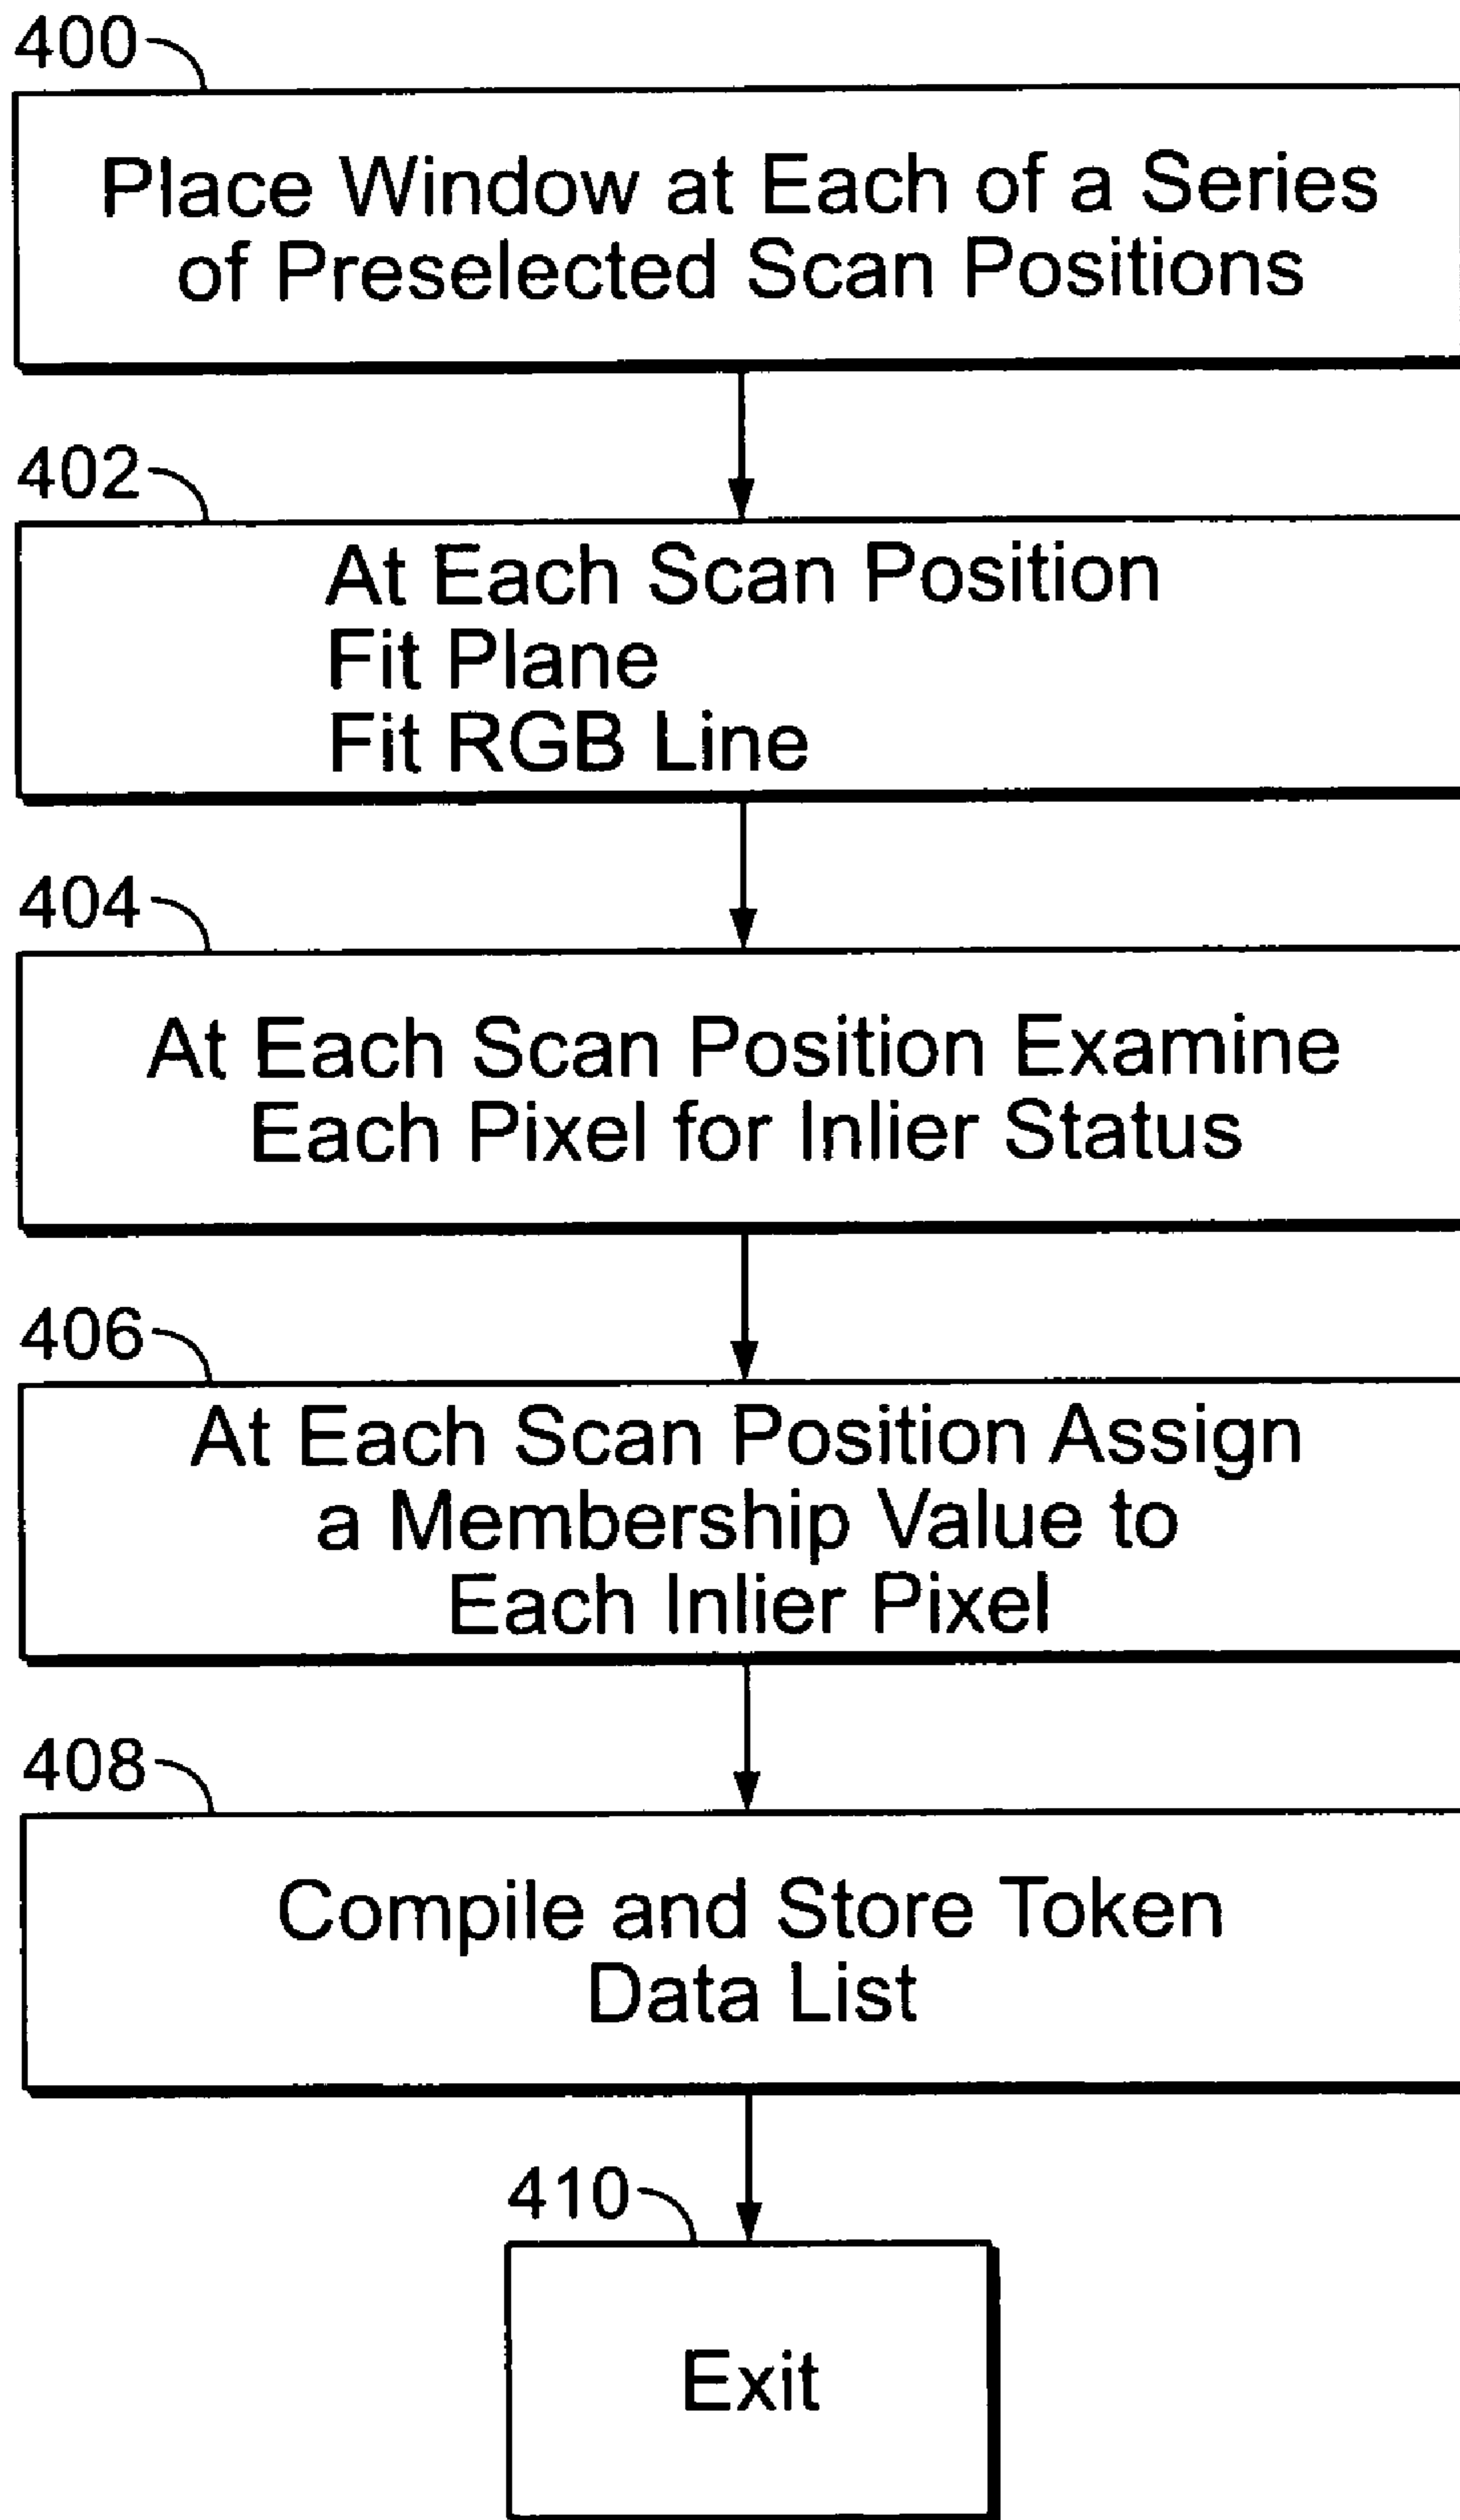 400
Place Window at Each of a Series
of Preselected Scan Positions
402
At Each Scan Position
Fit Plane
Fit RGB Line
404
At Each Scan Position Examine
Each Pixel for Inlier Status
406
At Each Scan Position Assign
a Membership Value to
Each Inlier Pixel
408
Compile and Store Token
Data List
410
Exit